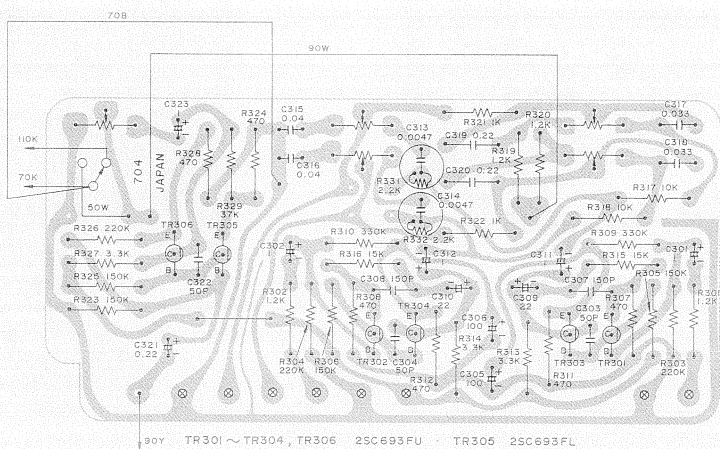 70B
90W
C323
R324
470
C315
0.04
C313
0.0047
R321 1K
C319 0.22
R320
1.2K
C317
0.033
110K
704
JAPAN
R328
470
R319
1.2K
C318
0.033
C316
0.04
R331
2.2K
C320 0.22
70K
R317 10K
50W
R329
37K
C314
0.0047
R318 10K
TR306
TR305
R322 1K
R326 220K
E
E
R310 330K
R332 2.2K
R309 330K
R327 3.3K
C302
1
R316 15K
C312
1
C311
1
R315 15K
C301
1
R325 150K
B
B
C308 150P
C307 150P
R305 150K
C322
50P
R302
1.2K
R308
470
TR304
C310
22
C309
22
C303
50P
R307
470
R301
1.2K
R323 150K
E
E
C306
100
E
E
R314
3.3K
C321
0.22
R304
220K
R306
150K
B
TR302
C304
50P
B
R313
3.3K
B
TR303
B
TR301
R303
220K
R312
470
C305
100
R311
470
90Y
TR301~TR304, TR306 2SC693FU · TR305 2SC693FL